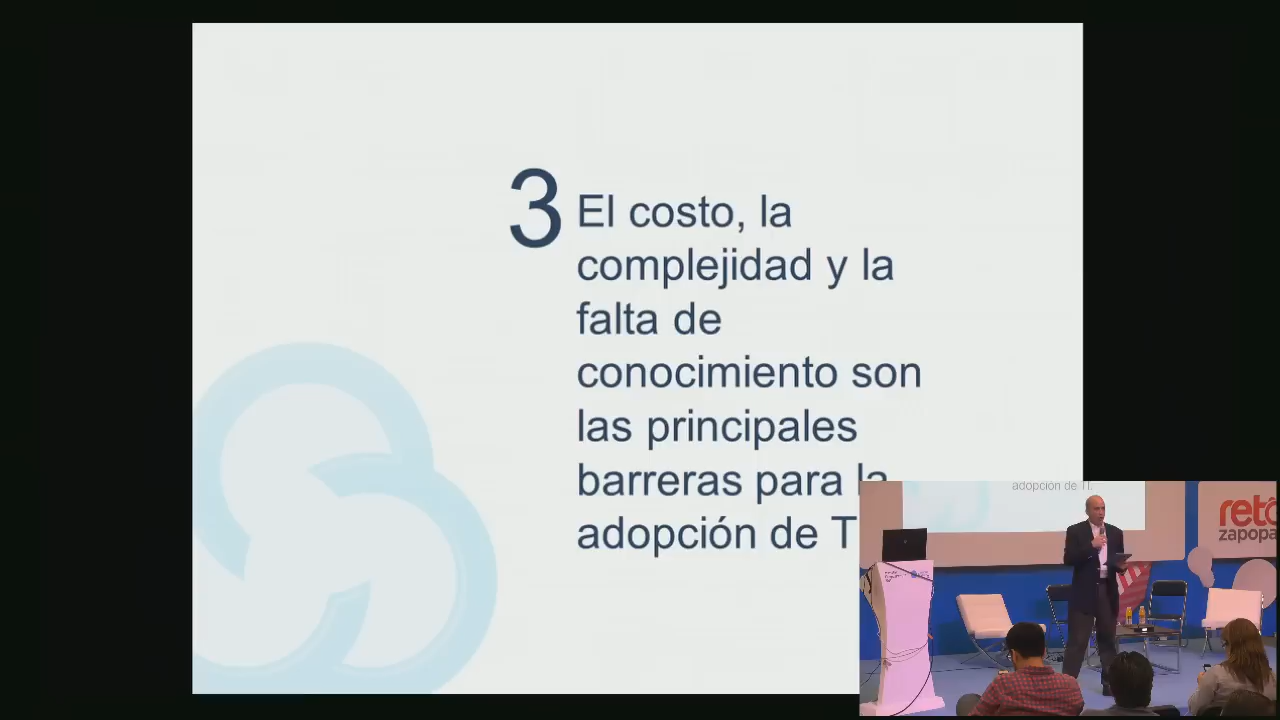 3
El costo, la
complejidad y la
falta de
conocimiento son
las principales
barreras para la
adopción de T
adopción de TI.
reto
zapopa